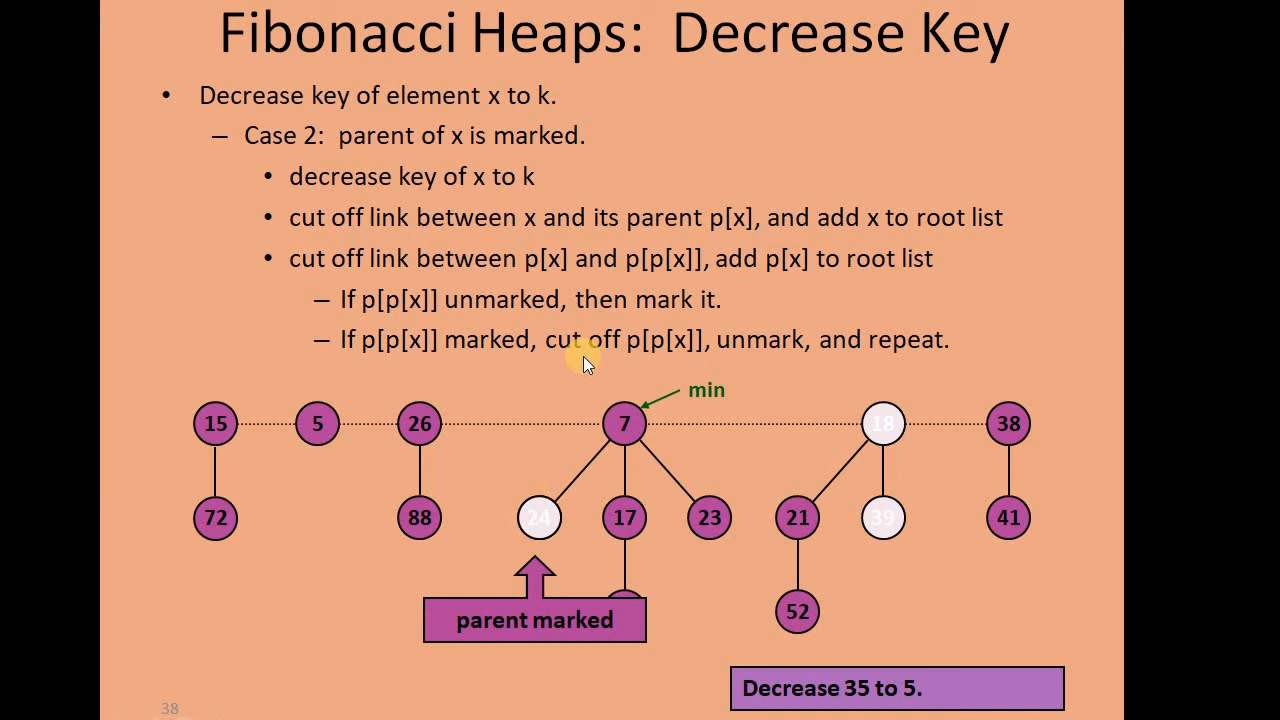 Fibonacci Heaps: Decrease Key
• Decrease key of element x to k.
– Case 2: parent of x is marked.
• decrease key of x to k
• cut off link between x and its parent p[x], and add x to root list
• cut off link between p[x] and p[p[x]], add p[x] to root list
– If p[p[x]] unmarked, then mark it.
– If p[p[x]] marked, cut off p[p[x]], unmark, and repeat.
min
15 5 26 7 18 38
72 88 24 17 23 21 39 41
52
parent marked
Decrease 35 to 5.
38